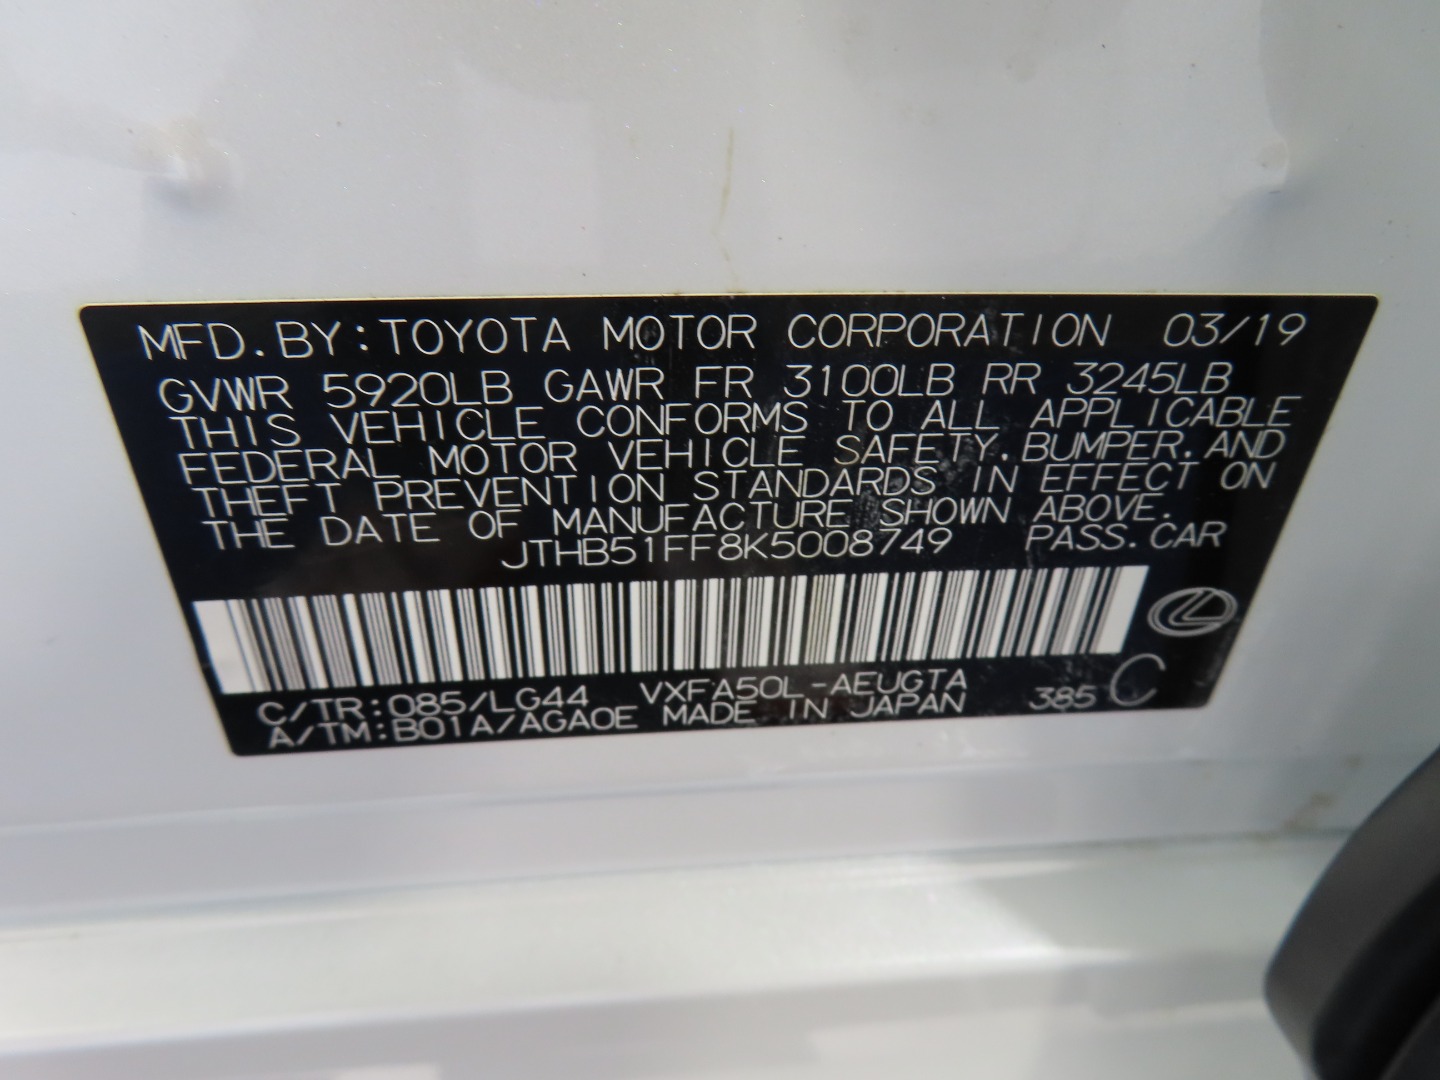 MFD. BY: TOYOTA MOTOR CORPORATION 03/19
GVWR 5920LB GAWR FR 3100LB RR 3245LB
THIS VEHICLE CONFORMS TO ALL APPLICABLE
FEDERAL MOTOR VEHICLE SAFETY, BUMPER, AND
THEFT PREVENTION STANDARDS IN EFFECT ON
THE DATE OF MANUFACTURE SHOWN ABOVE.
JTHB51FF8K5008749 PASS. CAR
C/TR: 085/LG44 VXFA50L-AEUGTA 385 C
A/TM: B01A/AGA0E MADE IN JAPAN